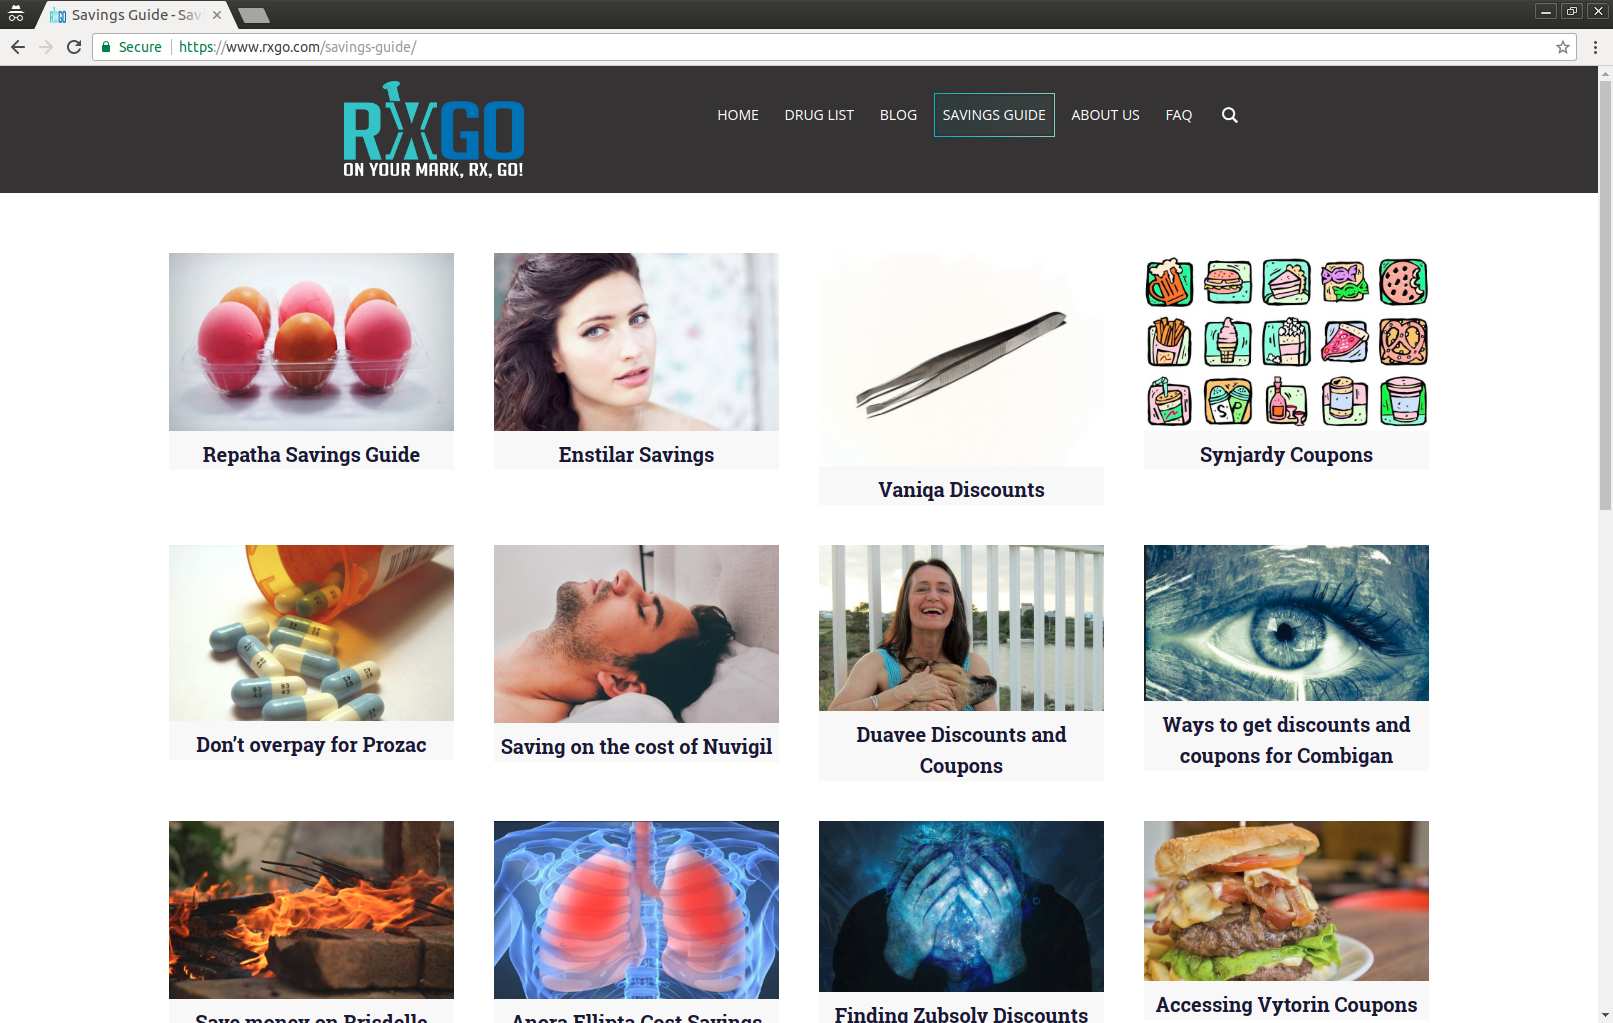 Savings Guide - Sav
Secure
https://www.rxgo.com/savings-guide/
RXGO
ON YOUR MARK, RX, GO!
HOME
DRUG LIST
BLOG
SAVINGS GUIDE
ABOUT US
FAQ
Repatha Savings Guide
Enstilar Savings
Vaniqa Discounts
Synjardy Coupons
Don't overpay for Prozac
Saving on the cost of Nuvigil
Duavee Discounts and
Coupons
Ways to get discounts and
coupons for Combigan
Save money on Brisdelle
Anora Ellipta Cost Savings
Finding Zubsolv Discounts
Accessing Vytorin Coupons